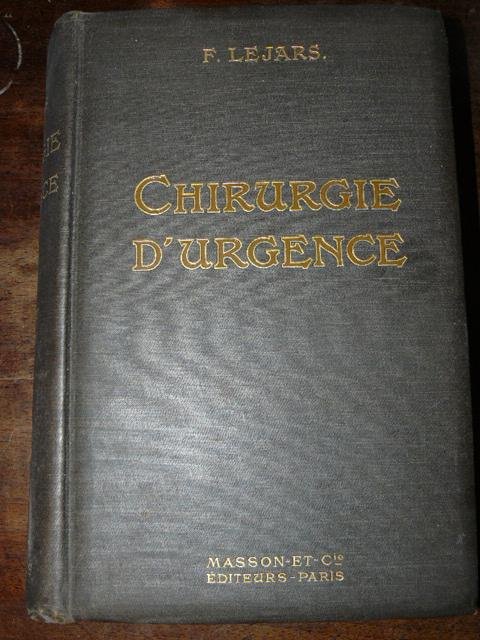 F. LEJARS.
CHIRURGIE
D'URGENCE
MASSON-ET-Cie
ÉDITEURS-PARIS